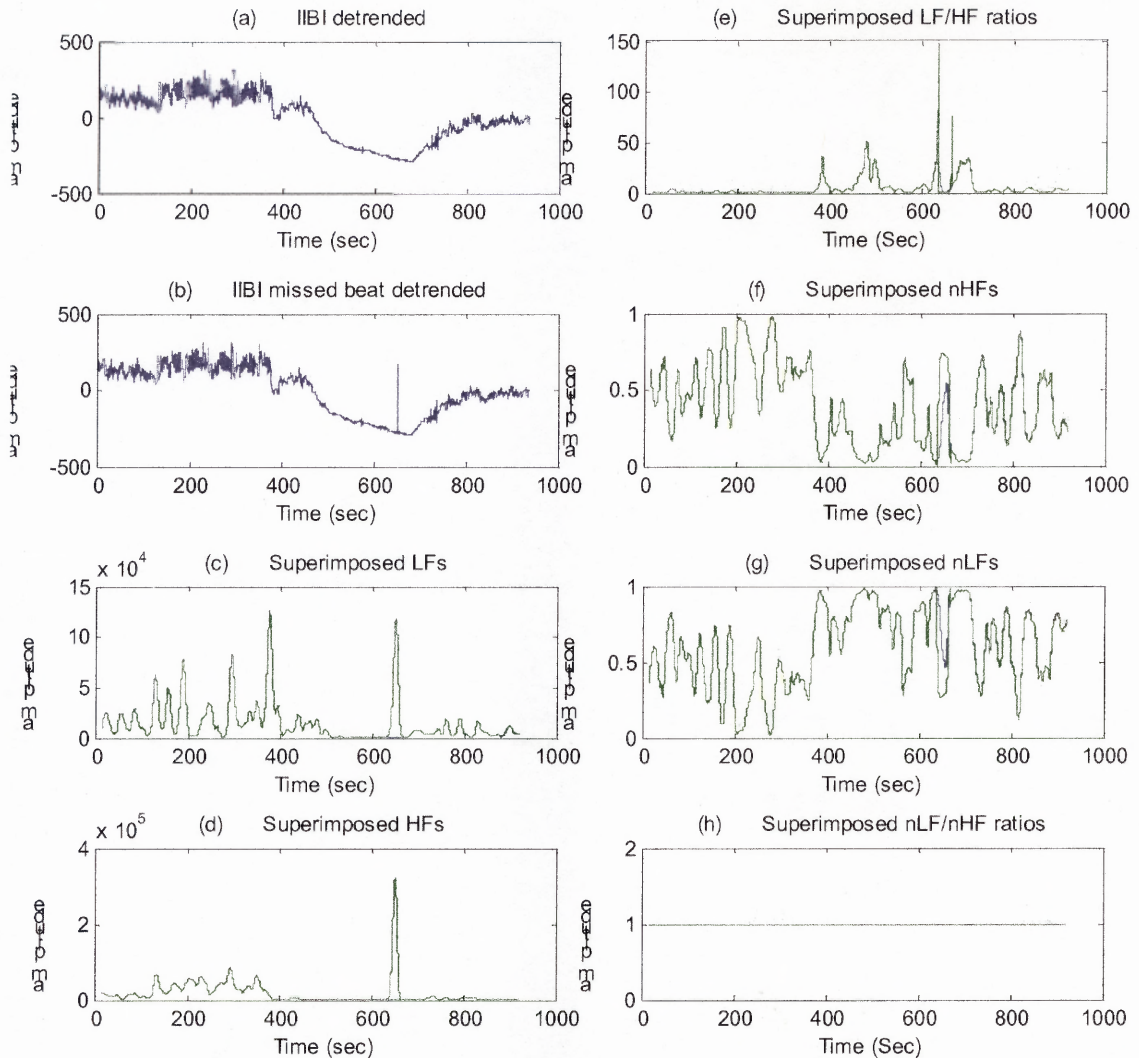 (a) IIBI detrended
500
0
-500
0 200 400 600 800 1000
Time (sec)
(b) IIBI missed beat detrended
500
0
-500
0 200 400 600 800 1000
Time (sec)
(c) Superimposed LFs
x 10^4
15
10
5
0
0 200 400 600 800 1000
Time (sec)
(d) Superimposed HFs
x 10^5
4
2
0
0 200 400 600 800 1000
Time (sec)
(e) Superimposed LF/HF ratios
150
100
50
0
0 200 400 600 800 1000
Time (Sec)
(f) Superimposed nHFs
1
0.5
0
0 200 400 600 800 1000
Time (sec)
(g) Superimposed nLFs
1
0.5
0
0 200 400 600 800 1000
Time (sec)
(h) Superimposed nLF/nHF ratios
2
1
0
0 200 400 600 800 1000
Time (Sec)